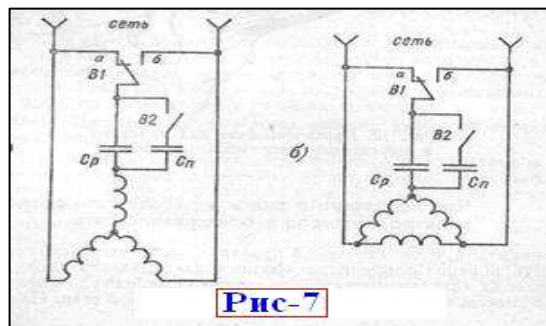 сеть
а б
В1
В2
Ср Сп
б)
сеть
а б
В1
В2
Ср Сп
Рис-7